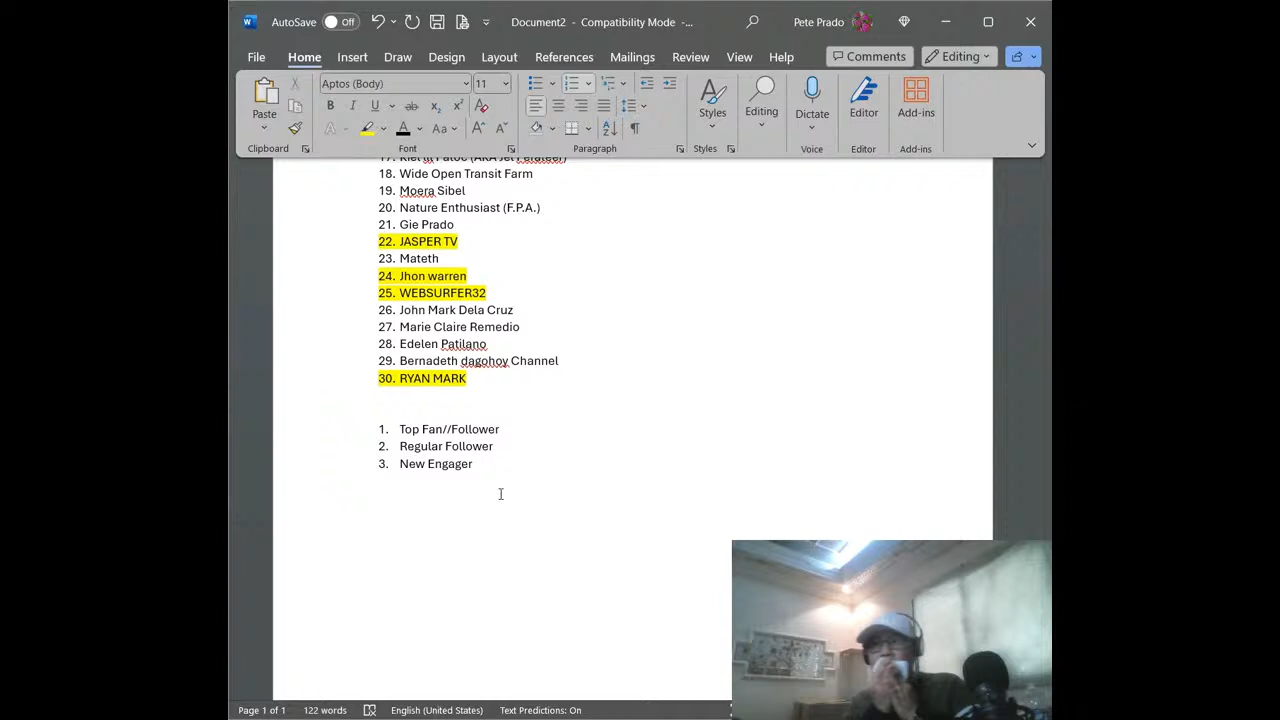 AutoSave Off Document2 - Compatibility Mode -... Pete Prado
File Home Insert Draw Design Layout References Mailings Review View Help Comments Editing
Paste Aptos (Body) 11 Styles Editing Dictate Editor Add-ins
Clipboard Font Paragraph Styles Voice Editor Add-ins
17.
18. Wide Open Transit Farm
19. Moera Sibel
20. Nature Enthusiast (F.P.A.)
21. Gie Prado
22. JASPER TV
23. Mateth
24. Jhon warren
25. WEBSURFER32
26. John Mark Dela Cruz
27. Marie Claire Remedio
28. Edelen Patilano
29. Bernadeth dagohoy Channel
30. RYAN MARK
1. Top Fan//Follower
2. Regular Follower
3. New Engager
Page 1 of 1 122 words English (United States) Text Predictions: On